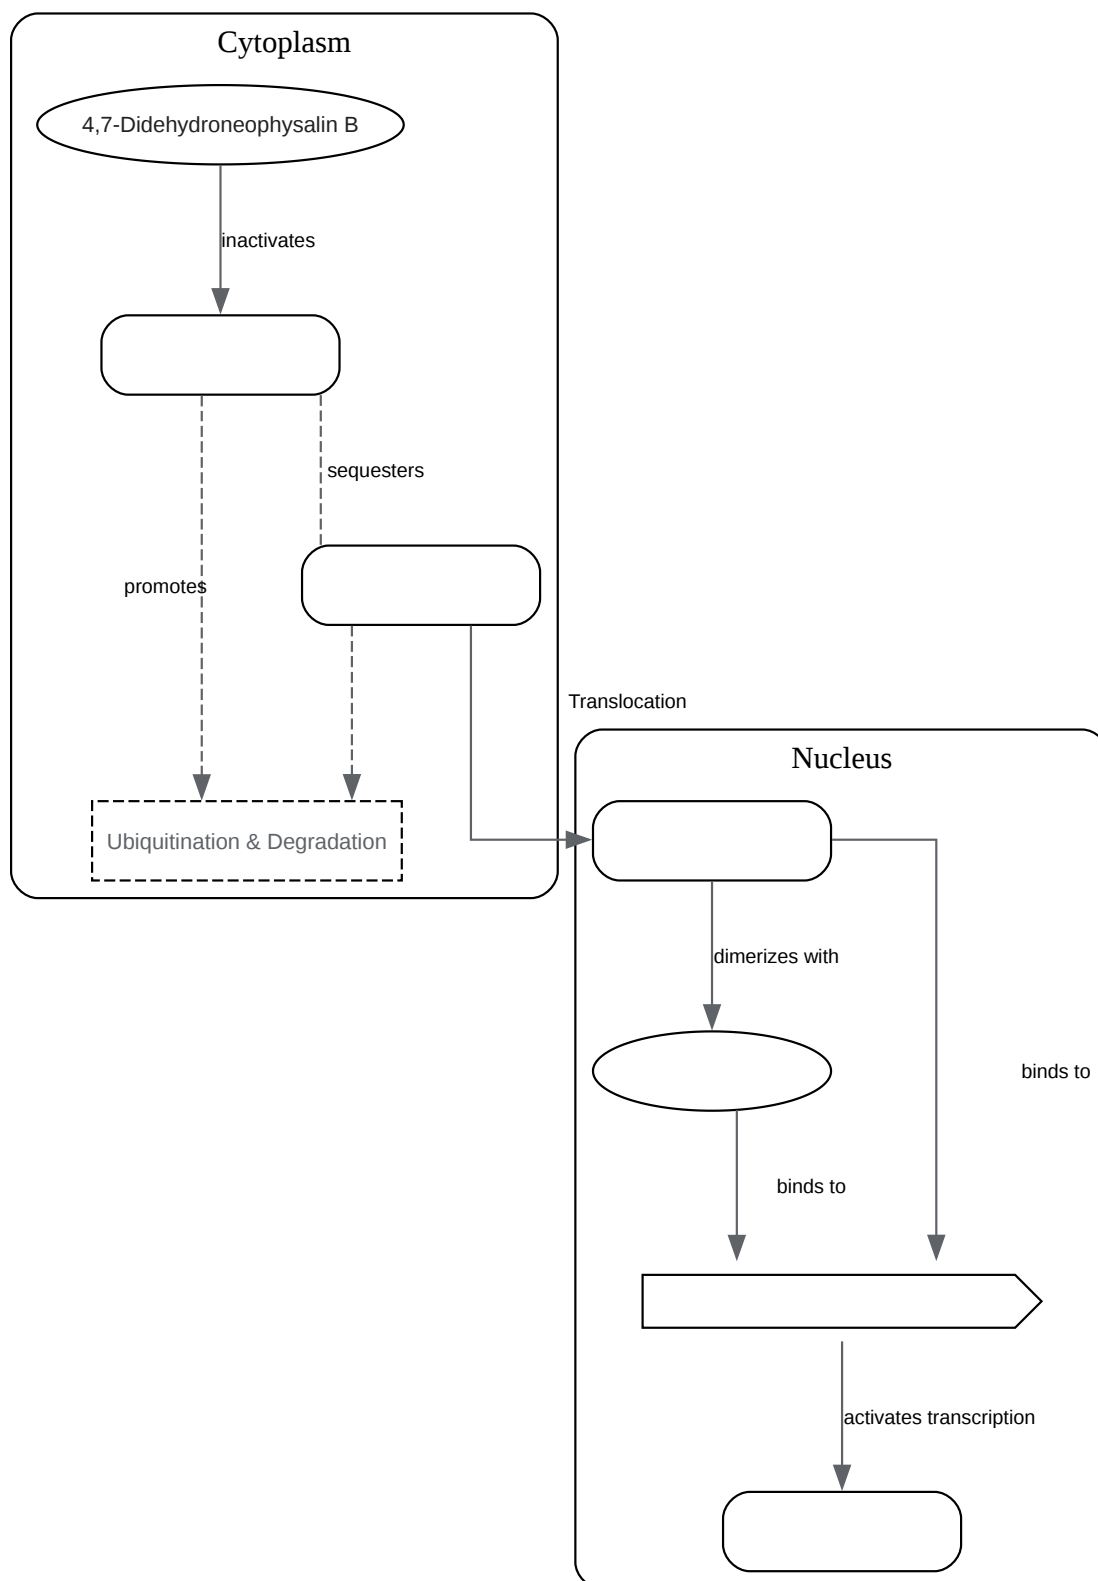 Cytoplasm
4,7-Didehydroneophysalin B
inactivates
sequesters
promotes
Translocation
Nucleus
Ubiquitination & Degradation
dimerizes with
binds to
binds to
activates transcription